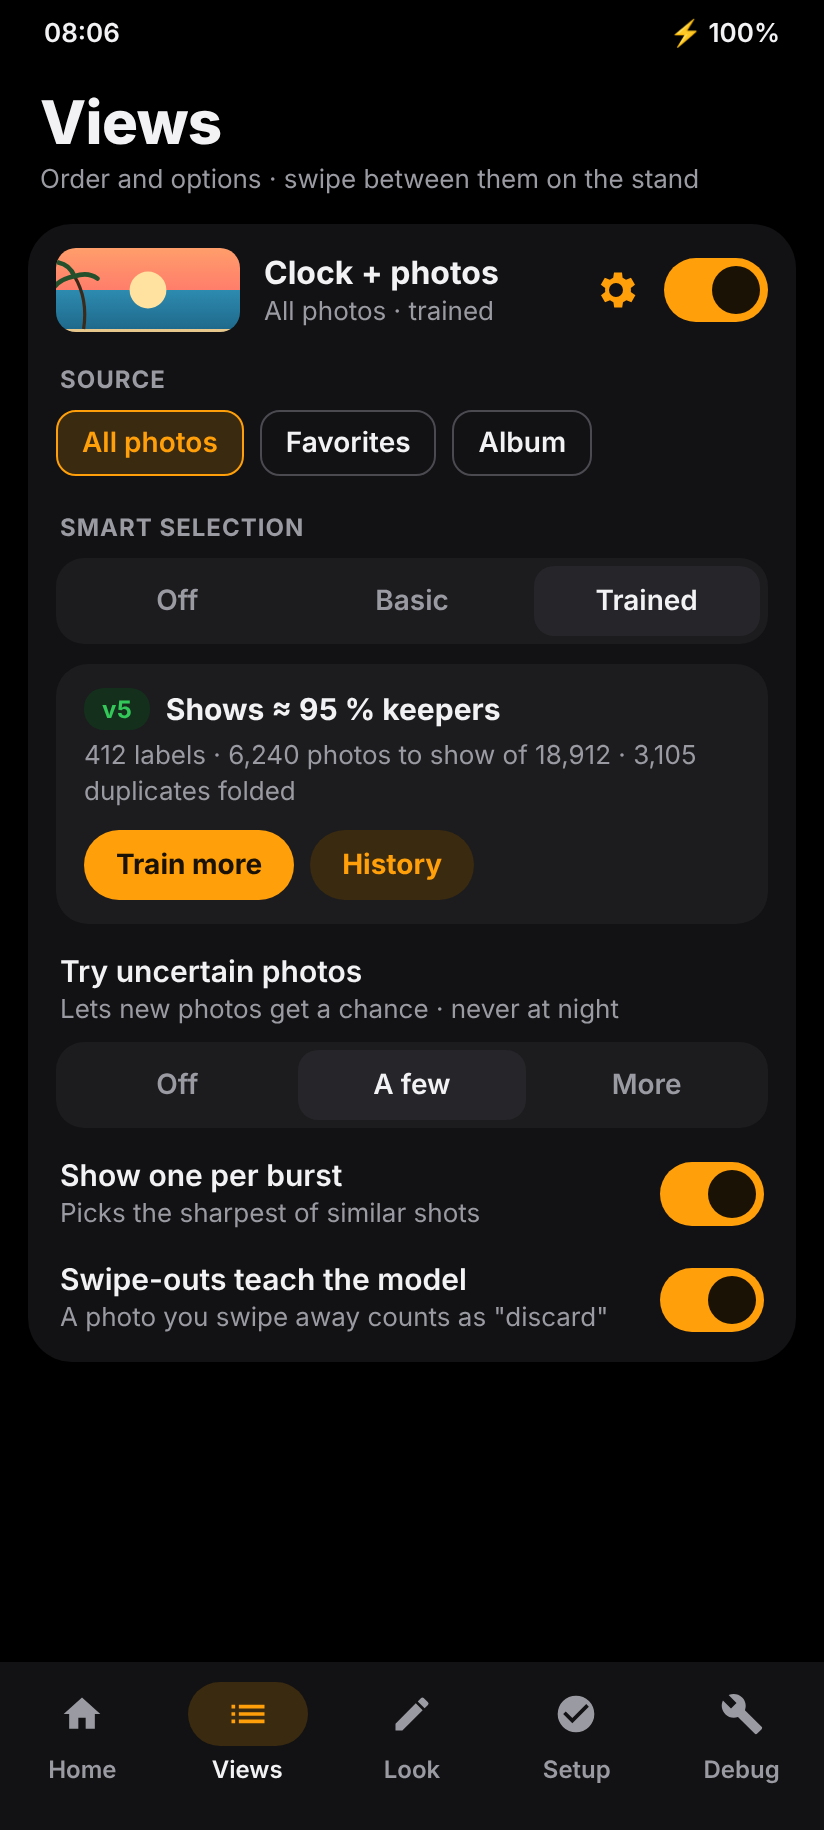 08:06
⚡ 100%
Views
Order and options · swipe between them on the stand
Clock + photos
All photos · trained
SOURCE
All photos
Favorites
Album
SMART SELECTION
Off
Basic
Trained
v5
Shows ≈ 95 % keepers
412 labels · 6,240 photos to show of 18,912 · 3,105
duplicates folded
Train more
History
Try uncertain photos
Lets new photos get a chance · never at night
Off
A few
More
Show one per burst
Picks the sharpest of similar shots
Swipe-outs teach the model
A photo you swipe away counts as "discard"
Home
Views
Look
Setup
Debug